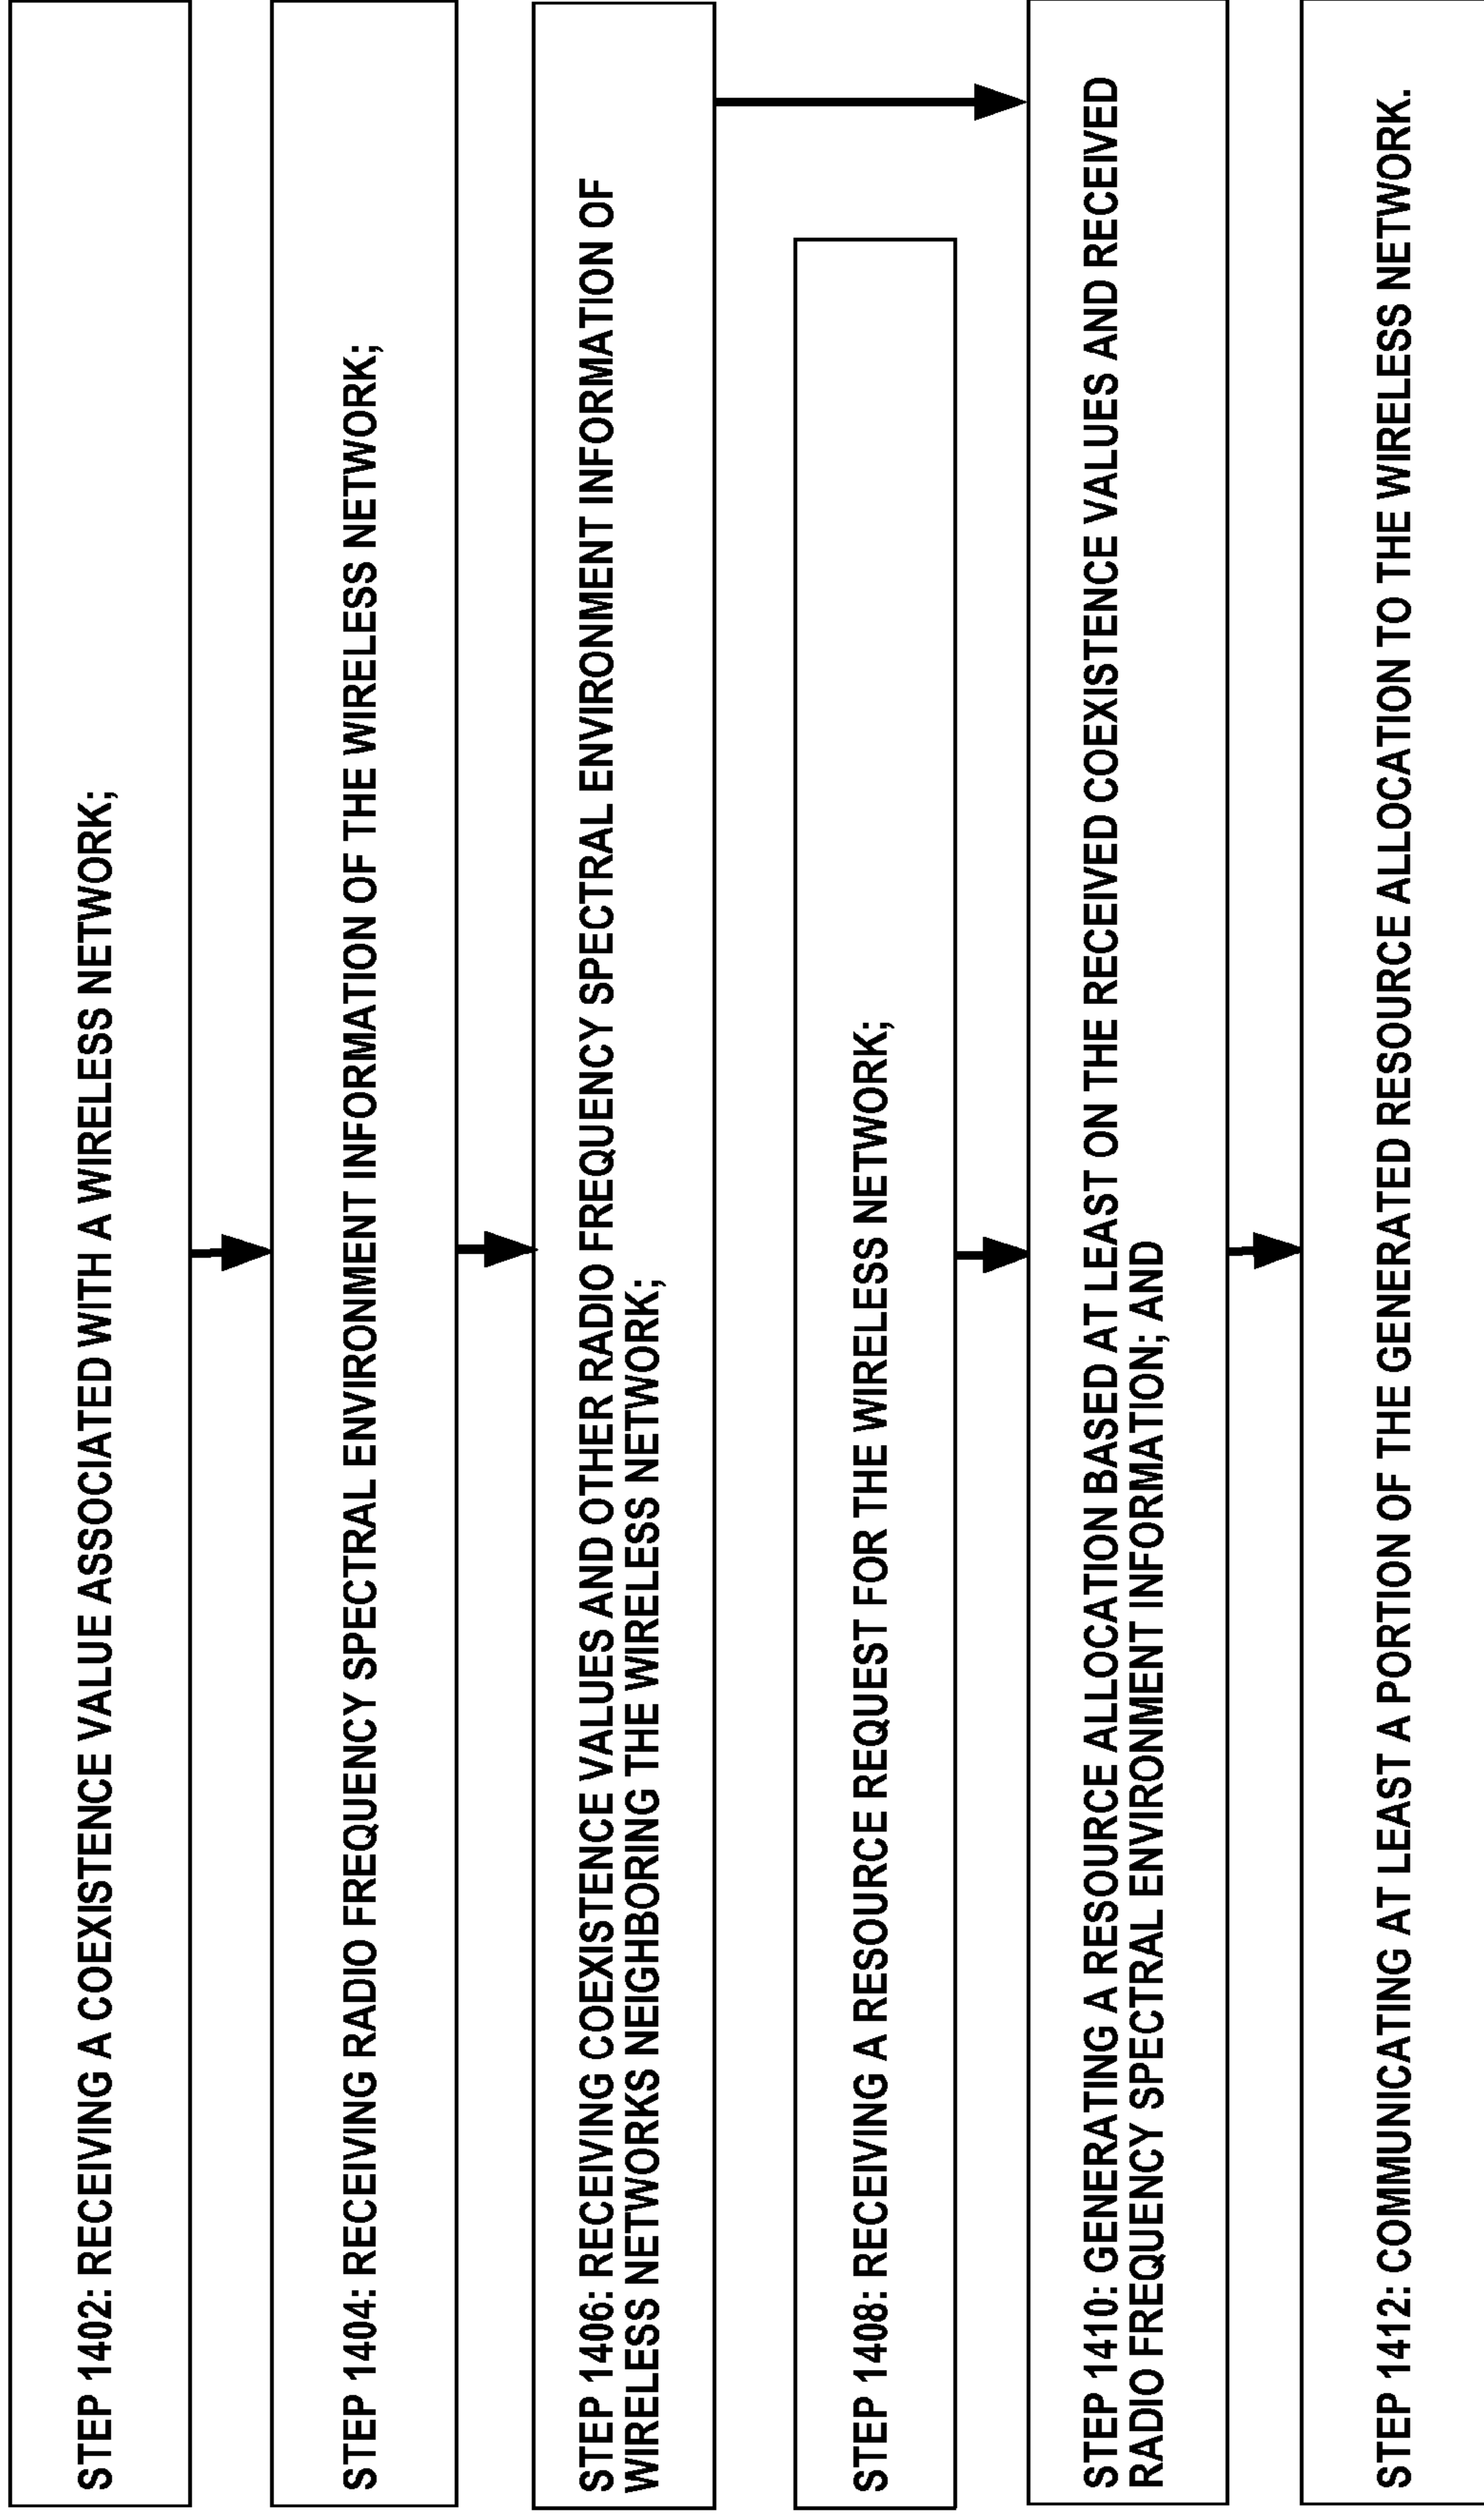 STEP 1402: RECEIVING A COEXISTENCE VALUE ASSOCIATED WITH A WIRELESS NETWORK;
STEP 1404: RECEIVING RADIO FREQUENCY SPECTRAL ENVIRONMENT INFORMATION OF THE WIRELESS NETWORK;
STEP 1406: RECEIVING COEXISTENCE VALUES AND OTHER RADIO FREQUENCY SPECTRAL ENVIRONMENT INFORMATION OF
WIRELESS NETWORKS NEIGHBORING THE WIRELESS NETWORK;
STEP 1408: RECEIVING A RESOURCE REQUEST FOR THE WIRELESS NETWORK;
STEP 1410: GENERATING A RESOURCE ALLOCATION BASED AT LEAST ON THE RECEIVED COEXISTENCE VALUES AND RECEIVED
RADIO FREQUENCY SPECTRAL ENVIRONMENT INFORMATION; AND
STEP 1412: COMMUNICATING AT LEAST A PORTION OF THE GENERATED RESOURCE ALLOCATION TO THE WIRELESS NETWORK.